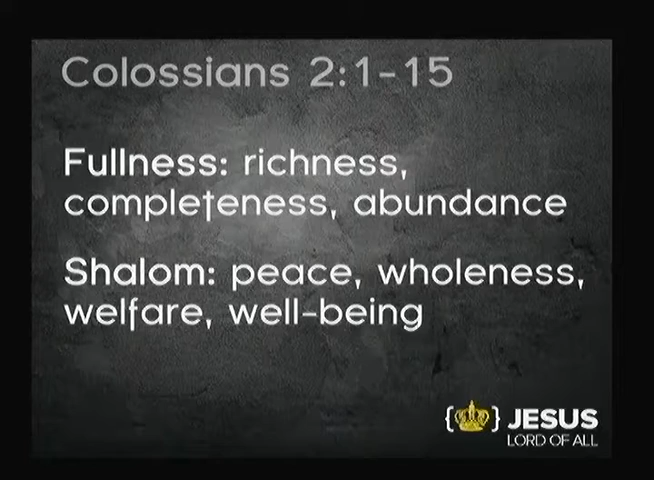 Colossians 2:1-15
Fullness: richness,
completeness, abundance
Shalom: peace, wholeness,
welfare, well-being
{ } JESUS
LORD OF ALL